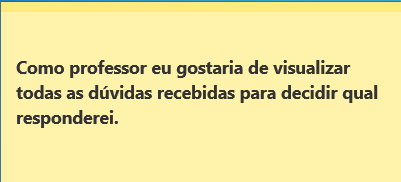 Como professor eu gostaria de visualizar
todas as dúvidas recebidas para decidir qual
responderei.